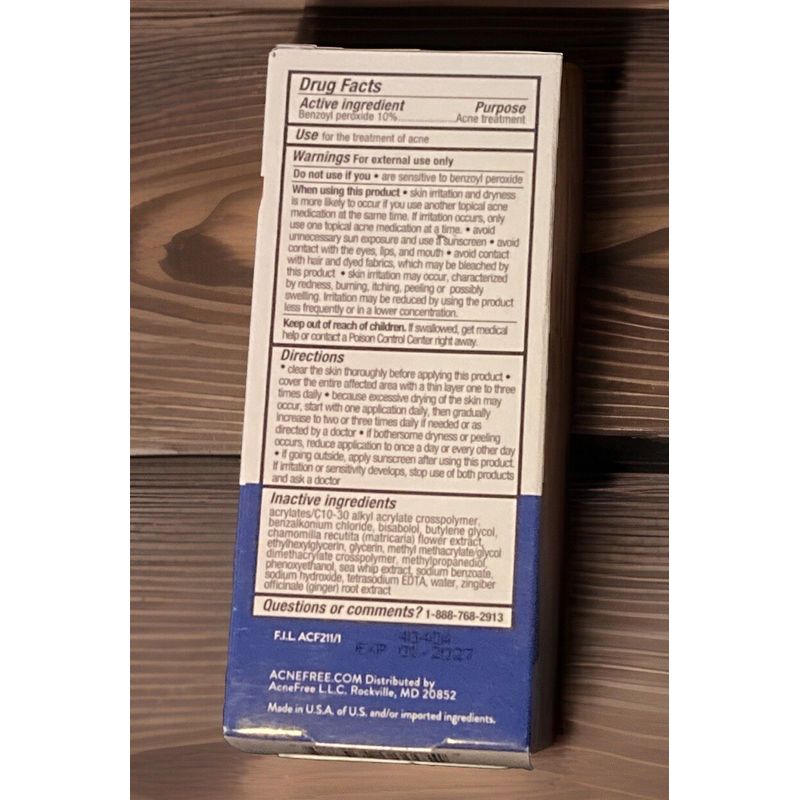 Drug Facts
Active ingredient Purpose
Benzoyl peroxide 10%.....................Acne treatment
Use for the treatment of acne
Warnings For external use only
Do not use if you • are sensitive to benzoyl peroxide
When using this product • skin irritation and dryness
is more likely to occur if you use another topical acne
medication at the same time. If irritation occurs, only
use one topical acne medication at a time. • avoid
unnecessary sun exposure and use a sunscreen • avoid
contact with the eyes, lips, and mouth • avoid contact
with hair and dyed fabrics, which may be bleached by
this product • skin irritation may occur, characterized
by redness, burning, itching, peeling or possibly
swelling. Irritation may be reduced by using the product
less frequently or in a lower concentration.
Keep out of reach of children. If swallowed, get medical
help or contact a Poison Control Center right away.
Directions
• clear the skin thoroughly before applying this product •
cover the entire affected area with a thin layer one to three
times daily • because excessive drying of the skin may
occur, start with one application daily, then gradually
increase to two or three times daily if needed or as
directed by a doctor • if bothersome dryness or peeling
occurs, reduce application to once a day or every other day
• if going outside, apply sunscreen after using this product.
If irritation or sensitivity develops, stop use of both products
and ask a doctor
Inactive ingredients
acrylates/C10-30 alkyl acrylate crosspolymer,
benzalkonium chloride, bisabolol, butylene glycol,
chamomilla recutita (matricaria) flower extract,
ethylhexylglycerin, glycerin, methyl methacrylate/glycol
dimethacrylate crosspolymer, methylpropanediol,
phenoxyethanol, sea whip extract, sodium benzoate,
sodium hydroxide, tetrasodium EDTA, water, zingiber
officinale (ginger) root extract
Questions or comments? 1-888-768-2913
F.I.L. ACF211/1
EXP 01-2027
ACNEFREE.COM Distributed by
AcneFree L.L.C. Rockville, MD 20852
Made in U.S.A. of U.S. and/or imported ingredients.